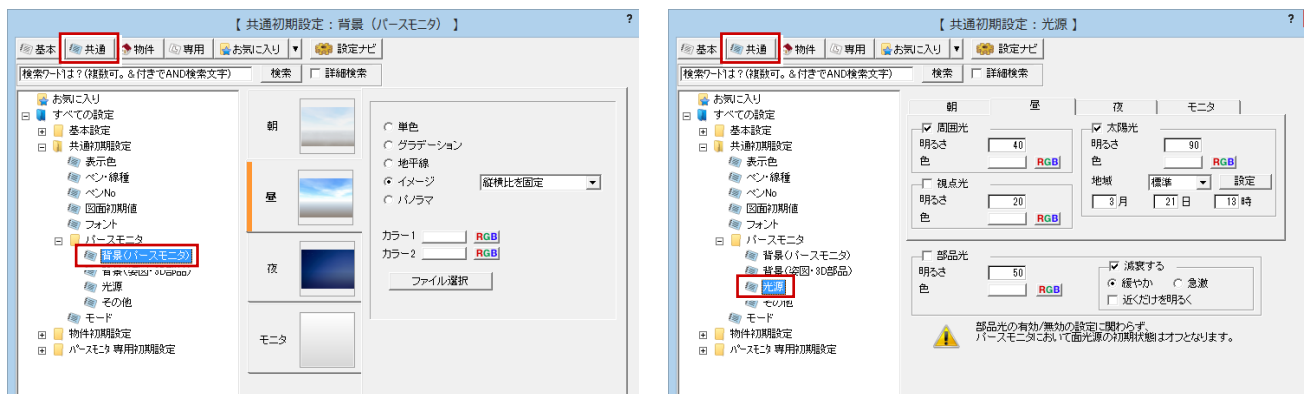 【 共通初期設定：背景（パースモニタ） 】
?
基本 共通 物件 専用 お気に入り ▼ 設定ナビ
検索ワードは？(複数可。&付きでAND検索文字) 検索 詳細検索
お気に入り
すべての設定
基本設定
共通初期設定
表示色
ペン・線種
ペンNo
図面初期値
フォント
パースモニタ
背景(パースモニタ)
背景(姿図・3D部品)
光源
その他
モード
物件初期設定
パースモニタ 専用初期設定
朝
昼
夜
モニタ
単色
グラデーション
地平線
イメージ 縦横比を固定
パノラマ
カラー1 RGB
カラー2 RGB
ファイル選択
【 共通初期設定：光源 】
?
基本 共通 物件 専用 お気に入り ▼ 設定ナビ
検索ワードは？(複数可。&付きでAND検索文字) 検索 詳細検索
お気に入り
すべての設定
基本設定
共通初期設定
表示色
ペン・線種
ペンNo
図面初期値
フォント
パースモニタ
背景(パースモニタ)
背景(姿図・3D部品)
光源
その他
モード
物件初期設定
パースモニタ 専用初期設定
朝 昼 夜 モニタ
周囲光
明るさ 40
色 RGB
視点光
明るさ 20
色 RGB
太陽光
明るさ 90
色 RGB
地域 標準 設定
3 月 21 日 13 時
部品光
明るさ 50
色 RGB
減衰する
緩やか 急激
近くだけを明るく
部品光の有効/無効の設定に関わらず、
パースモニタにおいて面光源の初期状態はオフとなります。